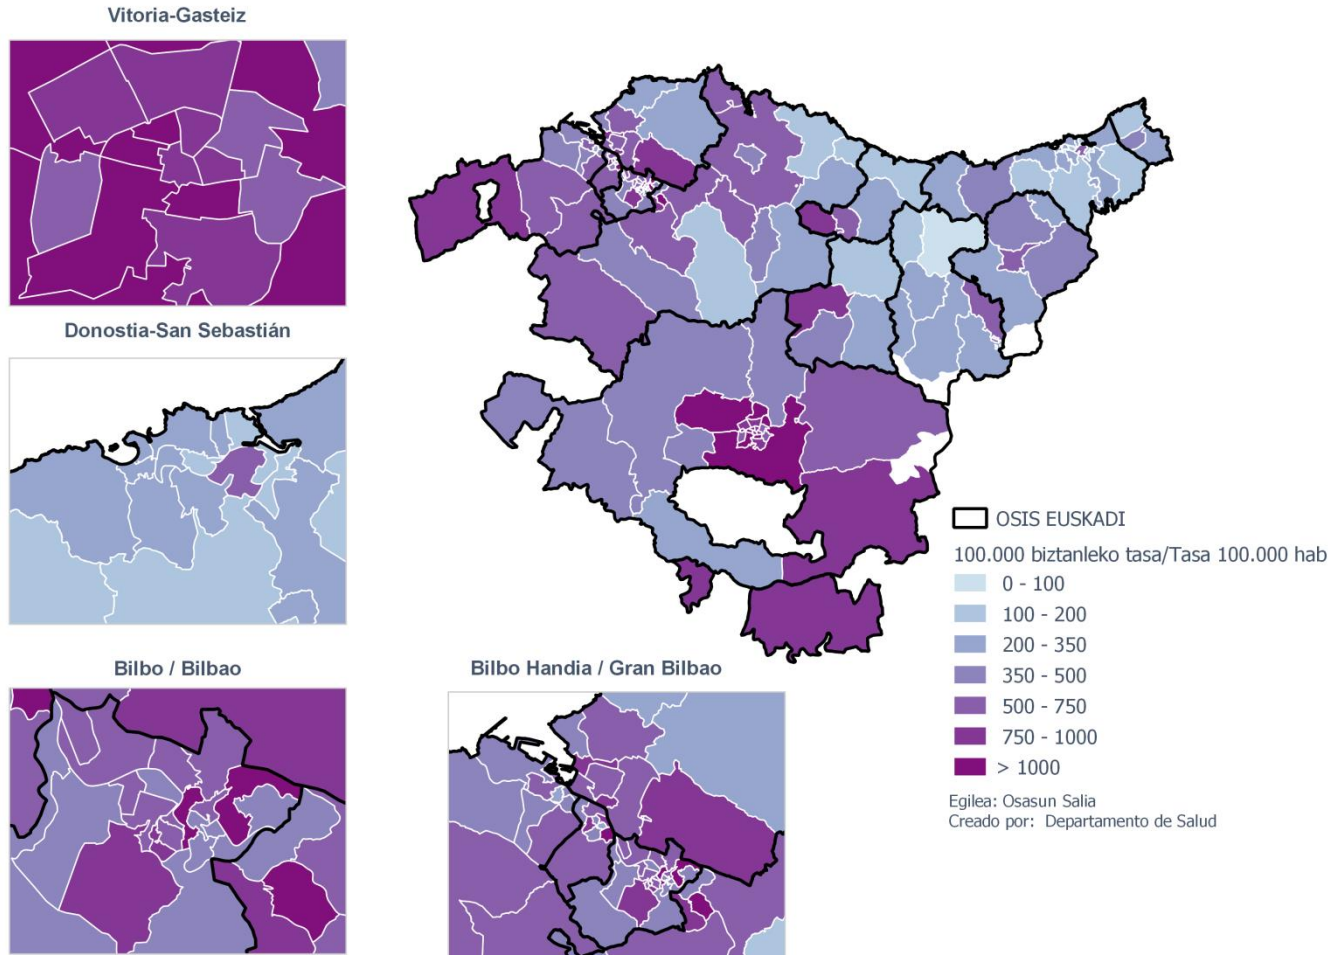 Vitoria-Gasteiz
Donostia-San Sebastián
Bilbo / Bilbao
Bilbo Handia / Gran Bilbao
OSIS EUSKADI
100.000 biztanleko tasa/Tasa 100.000 hab
0 - 100
100 - 200
200 - 350
350 - 500
500 - 750
750 - 1000
> 1000
Egilea: Osasun Salia
Creado por: Departamento de Salud